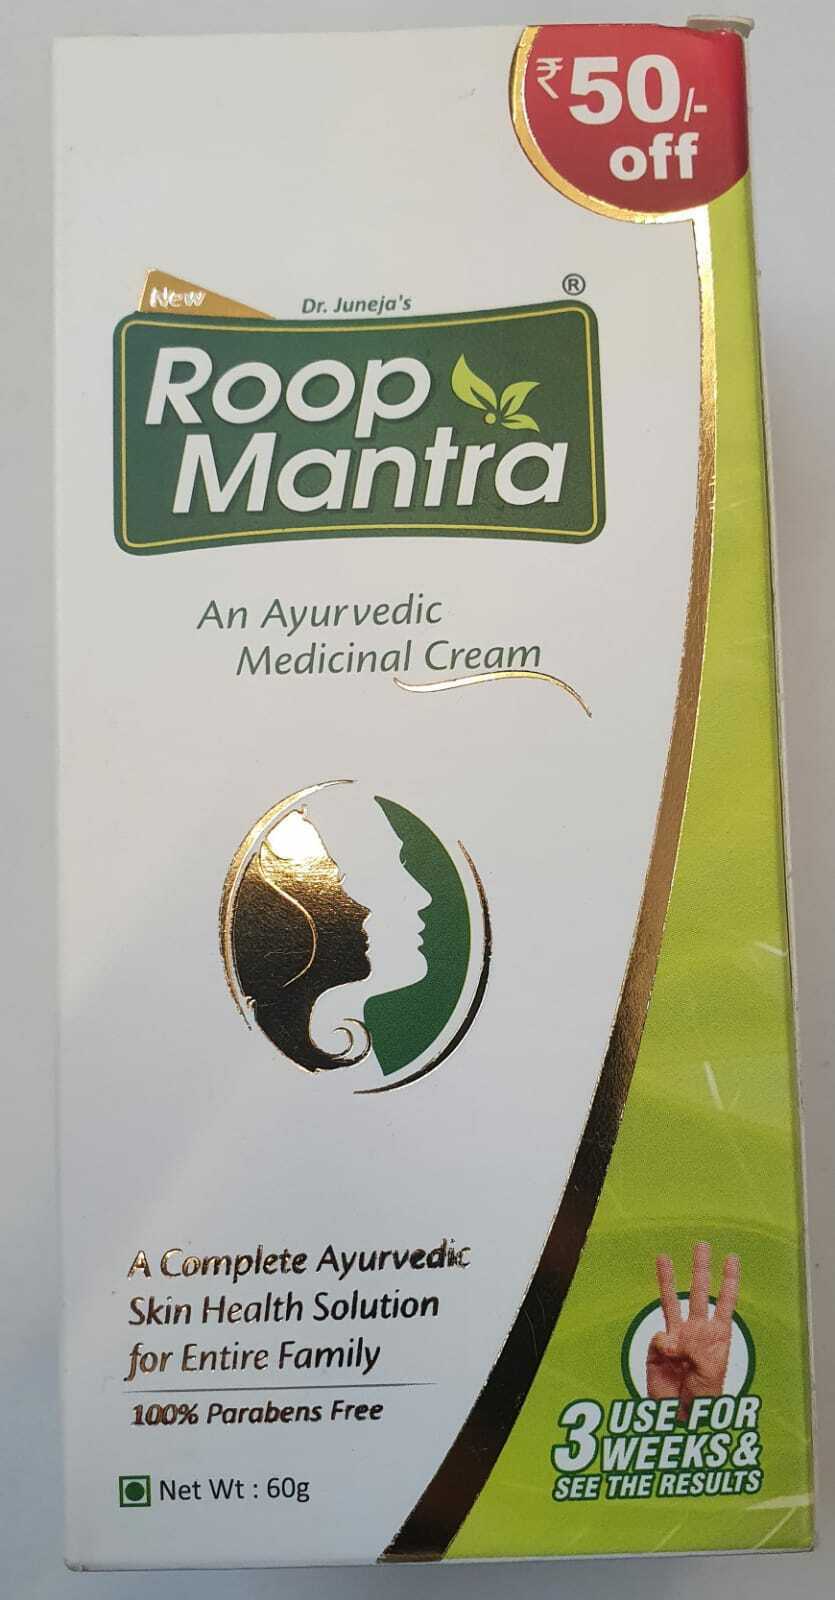 ₹50/-
off
New
Dr. Juneja's
®
Roop
Mantra
An Ayurvedic
Medicinal Cream
A Complete Ayurvedic
Skin Health Solution
for Entire Family
100% Parabens Free
Net Wt : 60g
USE FOR
3 WEEKS &
SEE THE RESULTS